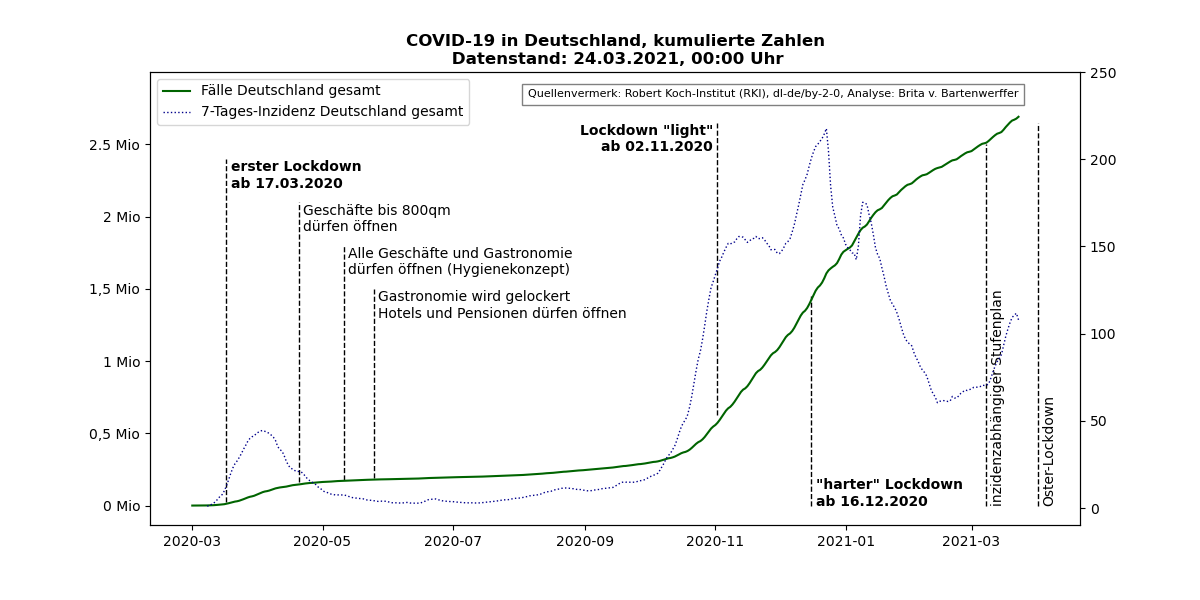 COVID-19 in Deutschland, kumulierte Zahlen
Datenstand: 24.03.2021, 00:00 Uhr
Fälle Deutschland gesamt
7-Tages-Inzidenz Deutschland gesamt
Quellenvermerk: Robert Koch-Institut (RKI), dl-de/by-2-0, Analyse: Brita v. Bartenwerffer
erster Lockdown
ab 17.03.2020
Geschäfte bis 800qm
dürfen öffnen
Alle Geschäfte und Gastronomie
dürfen öffnen (Hygienekonzept)
Gastronomie wird gelockert
Hotels und Pensionen dürfen öffnen
Lockdown "light"
ab 02.11.2020
"harter" Lockdown
ab 16.12.2020
inzidenzabhängiger Stufenplan
Oster-Lockdown
2.5 Mio
2 Mio
1,5 Mio
1 Mio
0,5 Mio
0 Mio
250
200
150
100
50
0
2020-03
2020-05
2020-07
2020-09
2020-11
2021-01
2021-03